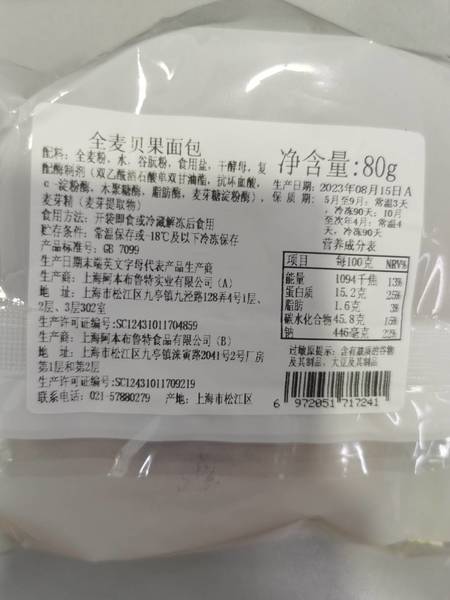 全麦贝果面包
配料：全麦粉，水，谷朊粉，食用盐，干酵母，复
配酶制剂（双乙酰酒石酸单双甘油酯，抗坏血酸，
α-淀粉酶，木聚糖酶，脂肪酶，麦芽糖淀粉酶），
麦芽精（麦芽提取物）
食用方法：开袋即食或冷藏解冻后食用
贮存条件：常温保存或-18℃及以下冷冻保存
产品标准号：GB 7099
生产日期末端英文字母代表产品生产商
生产商：上海阿本布鲁特实业有限公司（A）
地 址：上海市松江区九亭镇九泾路128弄4号1层、
2层、3层302室
生产许可证编号:SC12431011704859
生产商：上海阿本布鲁特食品有限公司（B）
地 址：上海市松江区九亭镇涞寅路2041号2号厂房
第1层和第2层
生产许可证编号:SC12431011709219
联系电话：021-57880279 产地：上海市松江区
净含量:80g
生产日期：2023年08月15日A
保质期：5月至9月：常温3天
，冷冻90天；10月
至次年4月：常温4
天，冷冻90天
营养成分表
项目 每100克 NRV%
能量 1094千焦 13%
蛋白质 15.2克 25%
脂肪 1.6克 3%
碳水化合物 45.8克 15%
钠 446毫克 22%
过敏原提示：含有麸质的谷物
及其制品，大豆及其制品
6 972051 717241